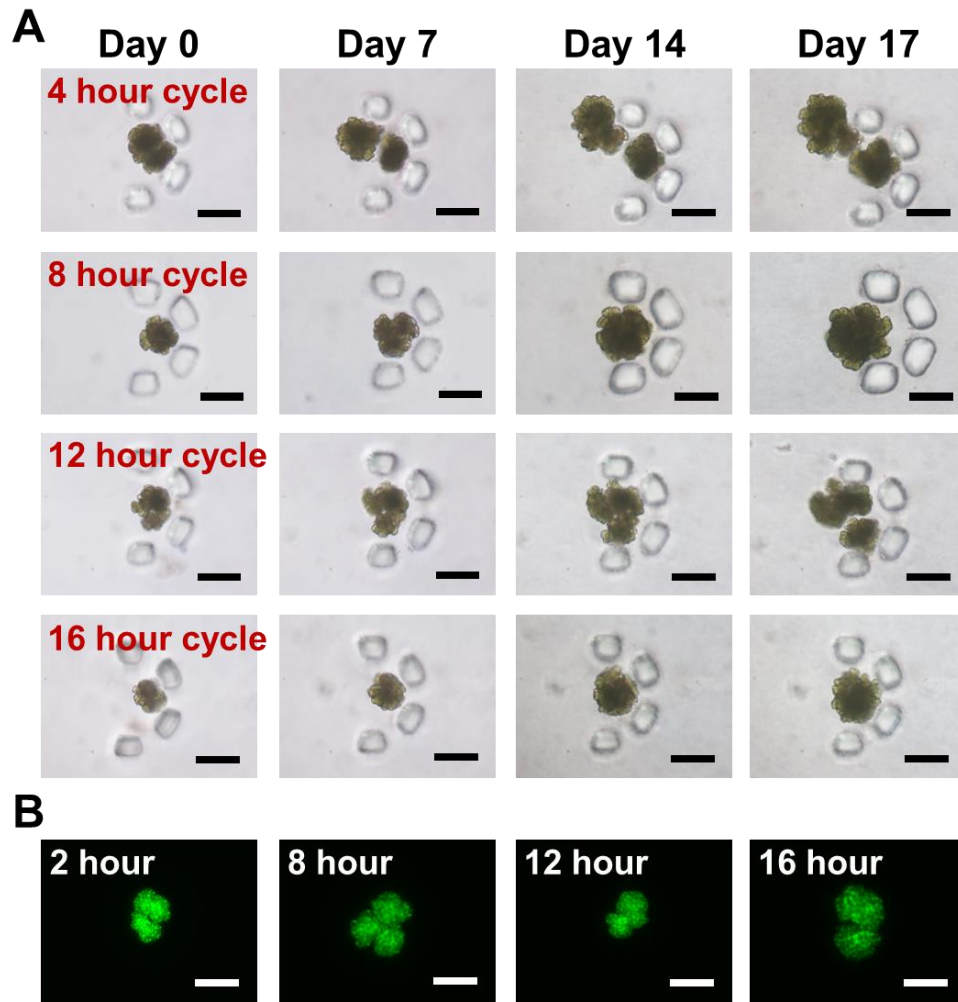 A
Day 0 Day 7 Day 14 Day 17
4 hour cycle
8 hour cycle
12 hour cycle
16 hour cycle
B
2 hour 8 hour 12 hour 16 hour